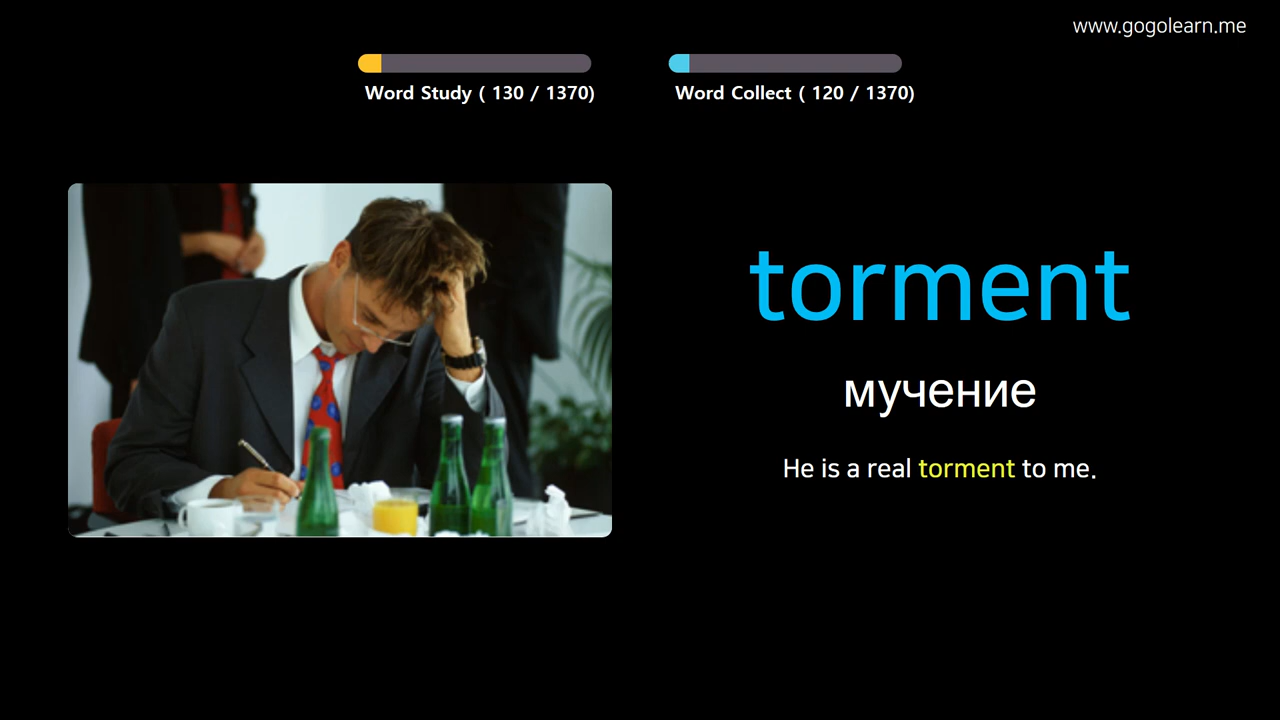 www.gogolearn.me
Word Study ( 130 / 1370)
Word Collect ( 120 / 1370)
torment
мучение
He is a real torment to me.